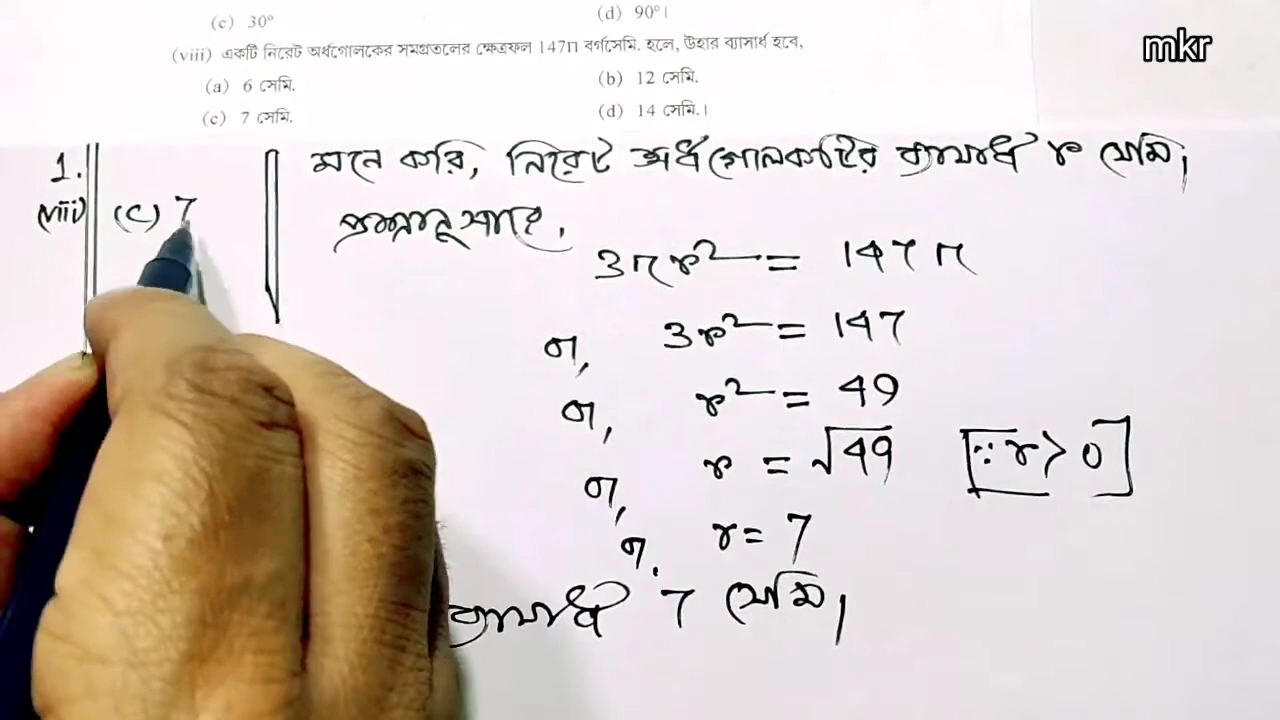 (c) 30° (d) 90°।
(viii) একটি নিরেট অর্ধগোলকের সমগ্রতলের ক্ষেত্রফল 147π বর্গসেমি. হলে, উহার ব্যাসার্ধ হবে,
(a) 6 সেমি. (b) 12 সেমি.
(c) 7 সেমি. (d) 14 সেমি.।
mkr
1.
(viii) (c) 7
মনে করি, নিরেট অর্ধগোলকটির ব্যাসার্ধ r সেমি।
প্রশ্নানুসারে,
3πr² = 147π
বা, 3r² = 147
বা, r² = 49
বা, r = √49 [∵ r > 0]
বা, r = 7
ব্যাসার্ধ 7 সেমি।